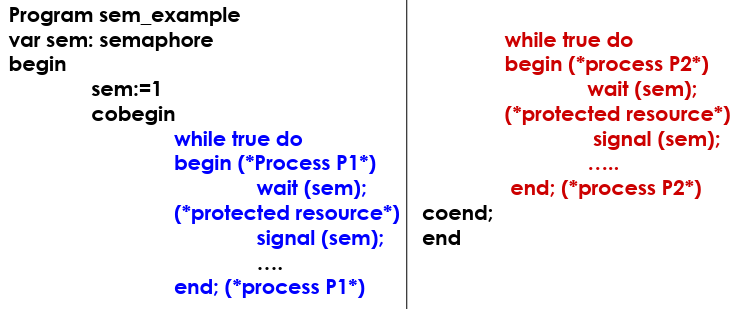 Program sem_example
var sem: semaphore
begin
sem:=1
cobegin
while true do
begin (*Process P1*)
wait (sem);
(*protected resource*)
signal (sem);
....
end; (*process P1*)
while true do
begin (*process P2*)
wait (sem);
(*protected resource*)
signal (sem);
.....
end; (*process P2*)
coend;
end